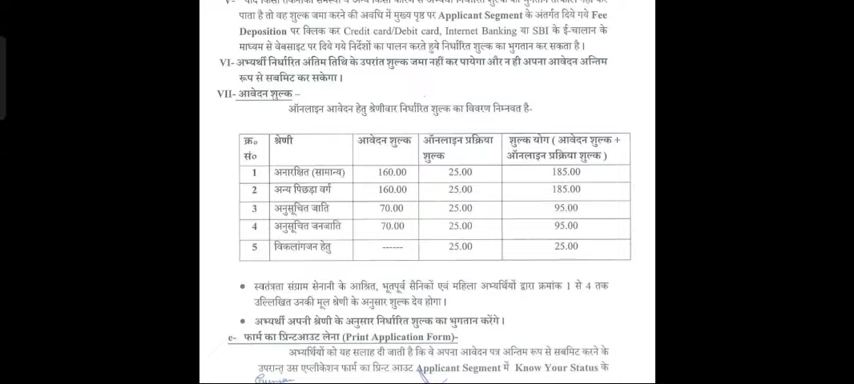 पाता है तो वह शुल्क जमा करने की अवधि में मुख्य पृष्ठ पर Applicant Segment के अंतर्गत दिये गये Fee
Deposition पर क्लिक कर Credit card/Debit card, Internet Banking या SBI के ई-चालान के
माध्यम से वेबसाइट पर दिये गये निर्देशों का पालन करते हुये निर्धारित शुल्क का भुगतान कर सकता है।
VI- अभ्यर्थी निर्धारित अंतिम तिथि के उपरांत शुल्क जमा नहीं कर पायेगा और न ही अपना आवेदन अन्तिम
रूप से सबमिट कर सकेगा।
VII- आवेदन शुल्क –
ऑनलाइन आवेदन हेतु श्रेणीवार निर्धारित शुल्क का विवरण निम्नवत है-
क्र० सं० श्रेणी आवेदन शुल्क ऑनलाइन प्रक्रिया शुल्क शुल्क योग ( आवेदन शुल्क + ऑनलाइन प्रक्रिया शुल्क )
1 अनारक्षित (सामान्य) 160.00 25.00 185.00
2 अन्य पिछड़ा वर्ग 160.00 25.00 185.00
3 अनुसूचित जाति 70.00 25.00 95.00
4 अनुसूचित जनजाति 70.00 25.00 95.00
5 विकलांगजन हेतु ------ 25.00 25.00
• स्वतंत्रता संग्राम सेनानी के आश्रित, भूतपूर्व सैनिकों एवं महिला अभ्यर्थियों द्वारा क्रमांक 1 से 4 तक
उल्लिखित उनकी मूल श्रेणी के अनुसार शुल्क देय होगा।
• अभ्यर्थी अपनी श्रेणी के अनुसार निर्धारित शुल्क का भुगतान करेंगे।
e- फार्म का प्रिन्टआउट लेना (Print Application Form)-
अभ्यर्थियों को यह सलाह दी जाती है कि वे अपना आवेदन पत्र अन्तिम रूप से सबमिट करने के
उपरान्त उस एप्लीकेशन फार्म का प्रिन्ट आउट Applicant Segment में Know Your Status के